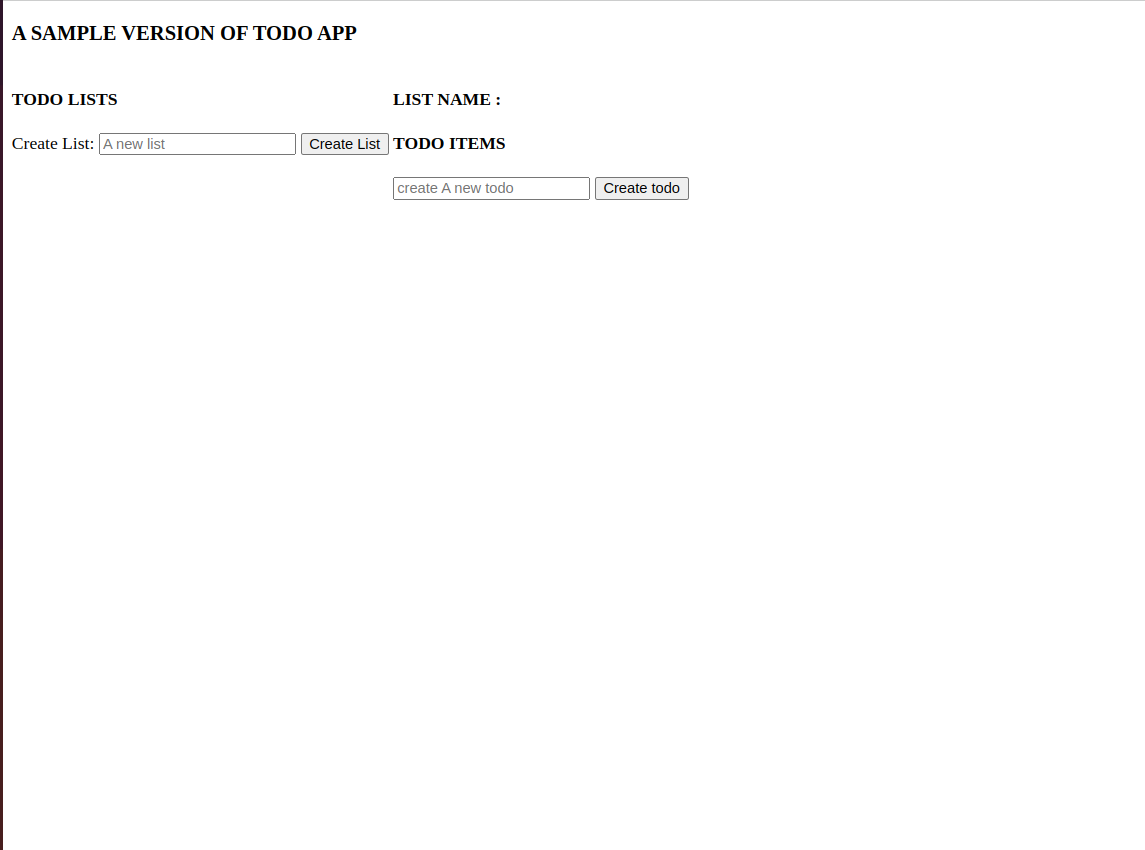 A SAMPLE VERSION OF TODO APP
TODO LISTS
Create List: A new list Create List
LIST NAME :
TODO ITEMS
create A new todo Create todo